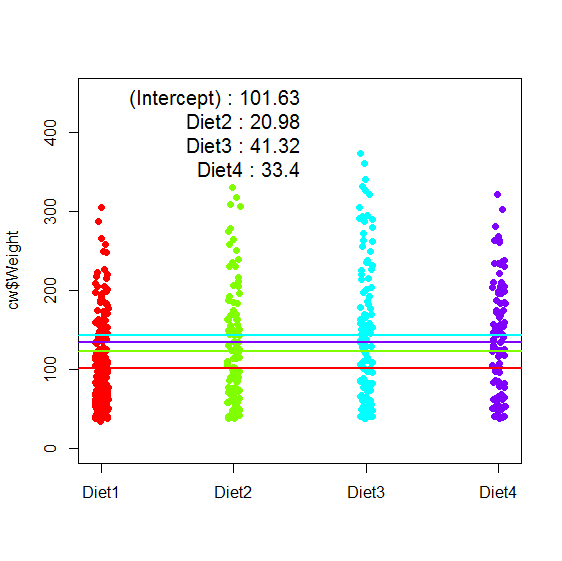 (Intercept) : 101.63
Diet2 : 20.98
Diet3 : 41.32
Diet4 : 33.4
cw$Weight
400
300
200
100
0
Diet1 Diet2 Diet3 Diet4